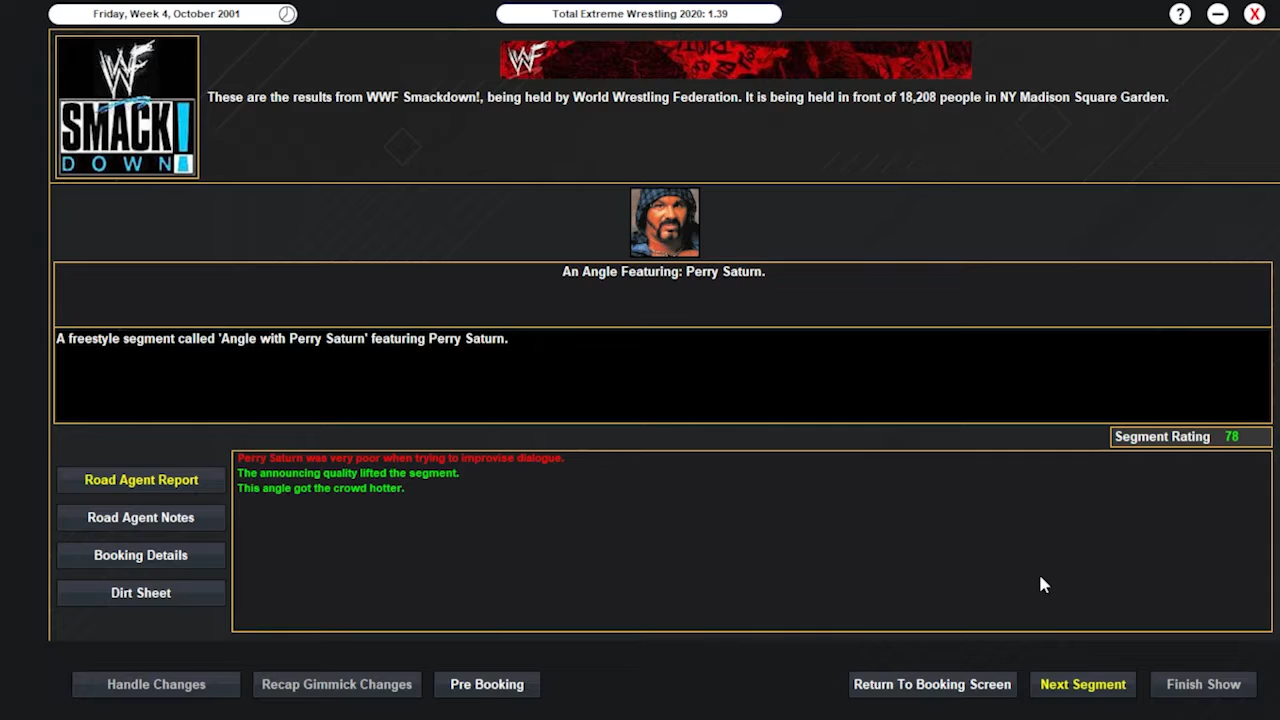 Friday, Week 4, October 2001
Total Extreme Wrestling 2020: 1.39
?
X
WF
SMACK!
DOWN!
WF
These are the results from WWF Smackdown!, being held by World Wrestling Federation. It is being held in front of 18,208 people in NY Madison Square Garden.
An Angle Featuring: Perry Saturn.
A freestyle segment called 'Angle with Perry Saturn' featuring Perry Saturn.
Segment Rating 78
Road Agent Report
Road Agent Notes
Booking Details
Dirt Sheet
Perry Saturn was very poor when trying to improvise dialogue.
The announcing quality lifted the segment.
This angle got the crowd hotter.
Handle Changes
Recap Gimmick Changes
Pre Booking
Return To Booking Screen
Next Segment
Finish Show